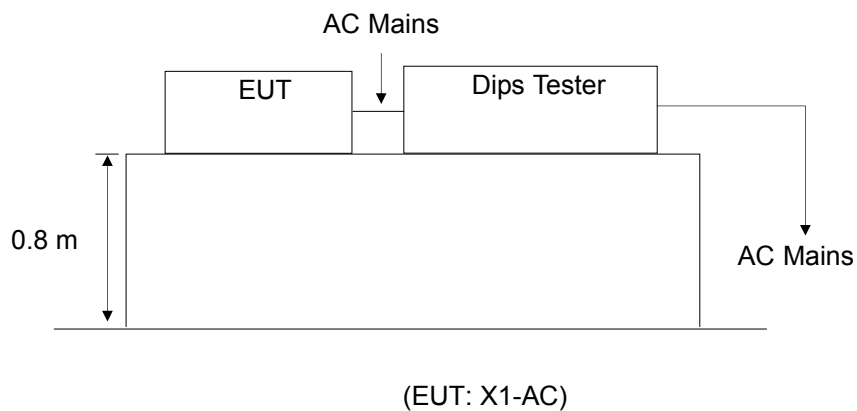 AC Mains
EUT
Dips Tester
0.8 m
AC Mains
(EUT: X1-AC)